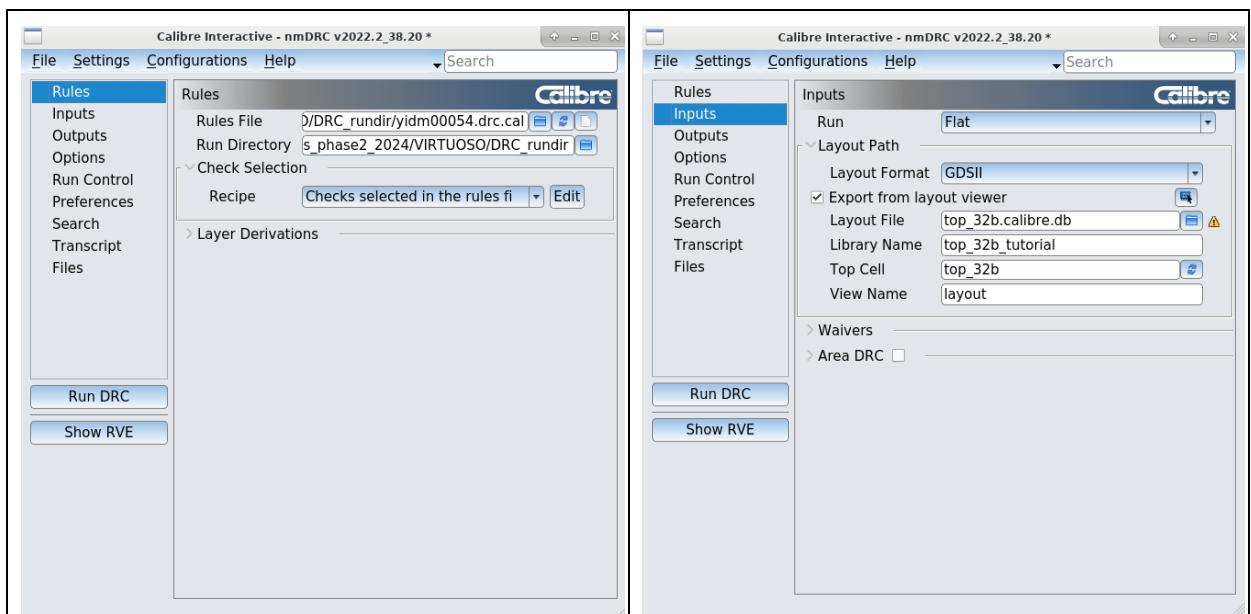 Calibre Interactive - nmDRC v2022.2_38.20 *
File Settings Configurations Help Search
Rules
Inputs
Outputs
Options
Run Control
Preferences
Search
Transcript
Files
Run DRC
Show RVE
Rules Calibre
Rules File )/DRC_rundir/yidm00054.drc.cal
Run Directory s_phase2_2024/VIRTUOSO/DRC_rundir
Check Selection
Recipe Checks selected in the rules fi Edit
Layer Derivations
Calibre Interactive - nmDRC v2022.2_38.20 *
File Settings Configurations Help Search
Rules
Inputs
Outputs
Options
Run Control
Preferences
Search
Transcript
Files
Run DRC
Show RVE
Inputs Calibre
Run Flat
Layout Path
Layout Format GDSII
Export from layout viewer
Layout File top_32b.calibre.db
Library Name top_32b_tutorial
Top Cell top_32b
View Name layout
Waivers
Area DRC